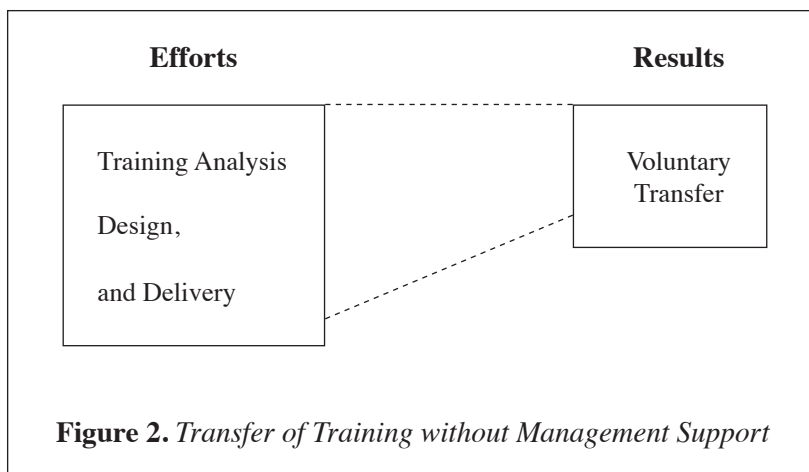 Efforts
Results
Training Analysis
Design,
and Delivery
Voluntary
Transfer
Figure 2. Transfer of Training without Management Support